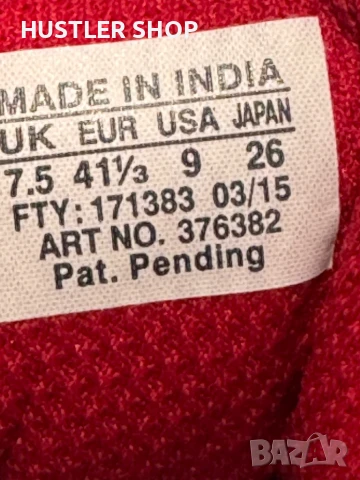 HUSTLER SHOP
MADE IN INDIA
UK EUR USA JAPAN
7.5 41⅓ 9 26
FTY: 171383 03/15
ART NO. 376382
Pat. Pending
BAZAR